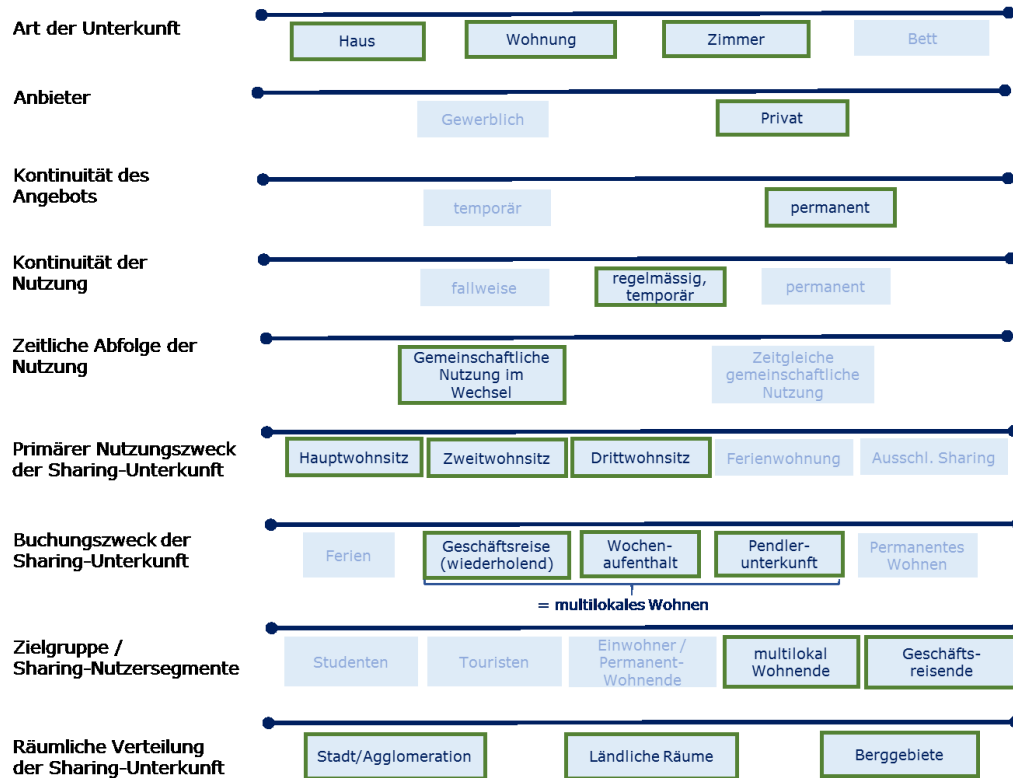 Art der Unterkunft
Haus
Wohnung
Zimmer
Bett
Anbieter
Gewerblich
Privat
Kontinuität des
Angebots
temporär
permanent
Kontinuität der
Nutzung
fallweise
regelmässig,
temporär
permanent
Zeitliche Abfolge der
Nutzung
Gemeinschaftliche
Nutzung im
Wechsel
Zeitgleiche
gemeinschaftliche
Nutzung
Primärer Nutzungszweck
der Sharing-Unterkunft
Hauptwohnsitz
Zweitwohnsitz
Drittwohnsitz
Ferienwohnung
Ausschl. Sharing
Buchungszweck der
Sharing-Unterkunft
Ferien
Geschäftsreise
(wiederholend)
Wochen-
aufenthalt
Pendler-
unterkunft
Permanentes
Wohnen
= multilokales Wohnen
Zielgruppe /
Sharing-Nutzersegmente
Studenten
Touristen
Einwohner /
Permanent-
Wohnende
multilokal
Wohnende
Geschäfts-
reisende
Räumliche Verteilung
der Sharing-Unterkunft
Stadt/Agglomeration
Ländliche Räume
Berggebiete